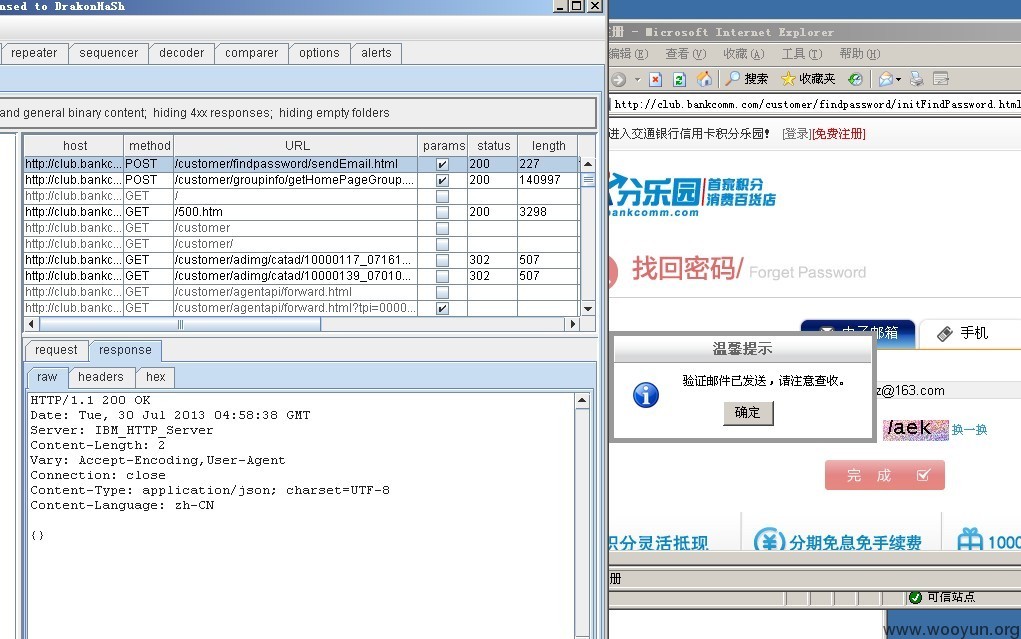 nsed to DrakonHaSh
repeater sequencer decoder comparer options alerts
and general binary content; hiding 4xx responses; hiding empty folders
host method URL params status length
http://club.bankc... POST /customer/findpassword/sendEmail.html 200 227
http://club.bankc... POST /customer/groupinfo/getHomePageGroup.... 200 140997
http://club.bankc... GET /
http://club.bankc... GET /500.htm 200 3298
http://club.bankc... GET /customer
http://club.bankc... GET /customer/
http://club.bankc... GET /customer/adimg/catad/10000117_07161... 302 507
http://club.bankc... GET /customer/adimg/catad/10000139_07010... 302 507
http://club.bankc... GET /customer/agentapi/forward.html
http://club.bankc... GET /customer/agentapi/forward.html?tpi=0000...
request response
raw headers hex
HTTP/1.1 200 OK
Date: Tue, 30 Jul 2013 04:58:38 GMT
Server: IBM_HTTP_Server
Content-Length: 2
Vary: Accept-Encoding,User-Agent
Connection: close
Content-Type: application/json; charset=UTF-8
Content-Language: zh-CN
{}
册 - Microsoft Internet Explorer
编辑(E) 查看(V) 收藏(A) 工具(T) 帮助(H)
搜索 收藏夹
http://club.bankcomm.com/customer/findpassword/initFindPassword.html
进入交通银行信用卡积分乐园! [登录][免费注册]
分乐园 首家积分
消费百货店
bankcomm.com
找回密码/ Forget Password
电子邮箱 手机
温馨提示
验证邮件已发送，请注意查收。
确定
z@163.com
/aek 换一换
完 成
积分灵活抵现 分期免息免手续费 1000
册
可信站点
www.wooyun.org